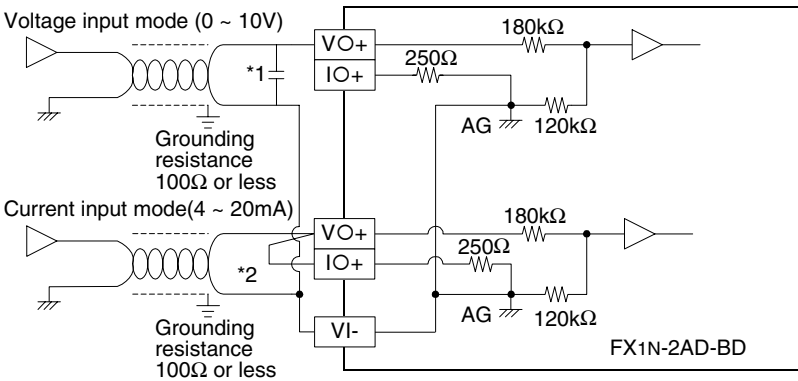 Voltage input mode (0 ~ 10V)
VO+
180kΩ
250Ω
*1
IO+
AG
120kΩ
Grounding
resistance
100Ω or less
Current input mode(4 ~ 20mA)
VO+
180kΩ
250Ω
IO+
*2
AG
120kΩ
Grounding
resistance
100Ω or less
VI-
FX1N-2AD-BD